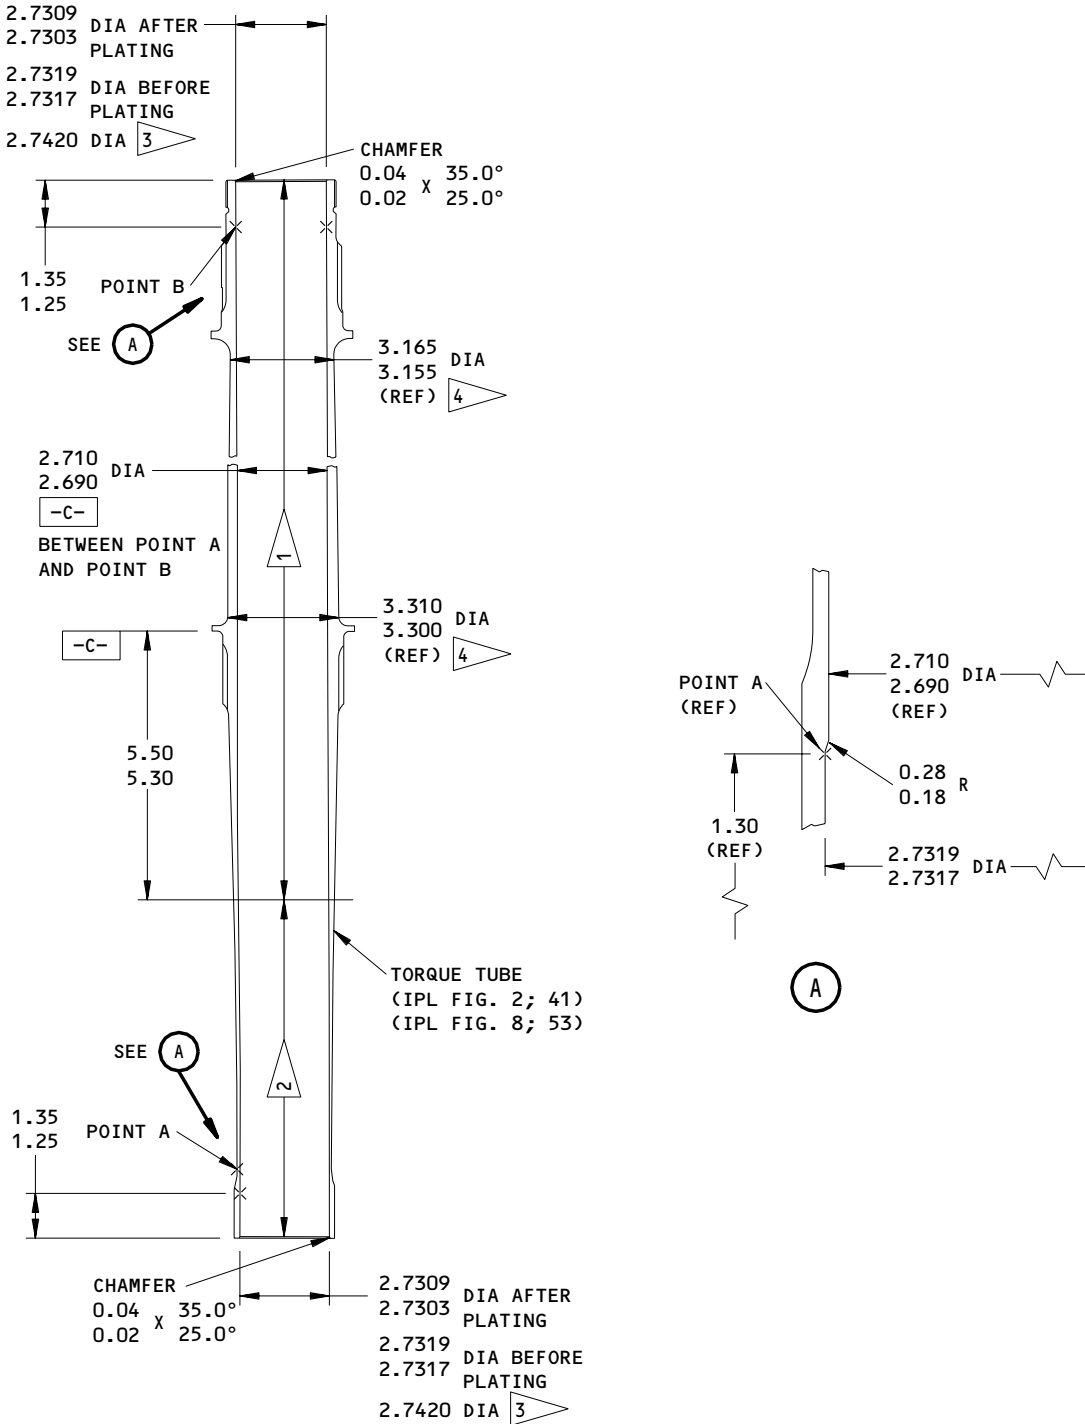 2.7309
2.7303 DIA AFTER
PLATING
2.7319
2.7317 DIA BEFORE
PLATING
2.7420 DIA 3
CHAMFER
0.04 X 35.0°
0.02 25.0°
1.35
1.25
POINT B
SEE A
3.165 DIA
3.155
(REF) 4
2.710 DIA
2.690
-C-
BETWEEN POINT A
AND POINT B
1
3.310 DIA
3.300
(REF) 4
-C-
5.50
5.30
POINT A
(REF)
2.710 DIA
2.690
(REF)
0.28 R
0.18
1.30
(REF)
2.7319 DIA
2.7317
A
TORQUE TUBE
(IPL FIG. 2; 41)
(IPL FIG. 8; 53)
SEE A
2
1.35
1.25
POINT A
CHAMFER
0.04 X 35.0°
0.02 25.0°
2.7309
2.7303 DIA AFTER
PLATING
2.7319
2.7317 DIA BEFORE
PLATING
2.7420 DIA 3